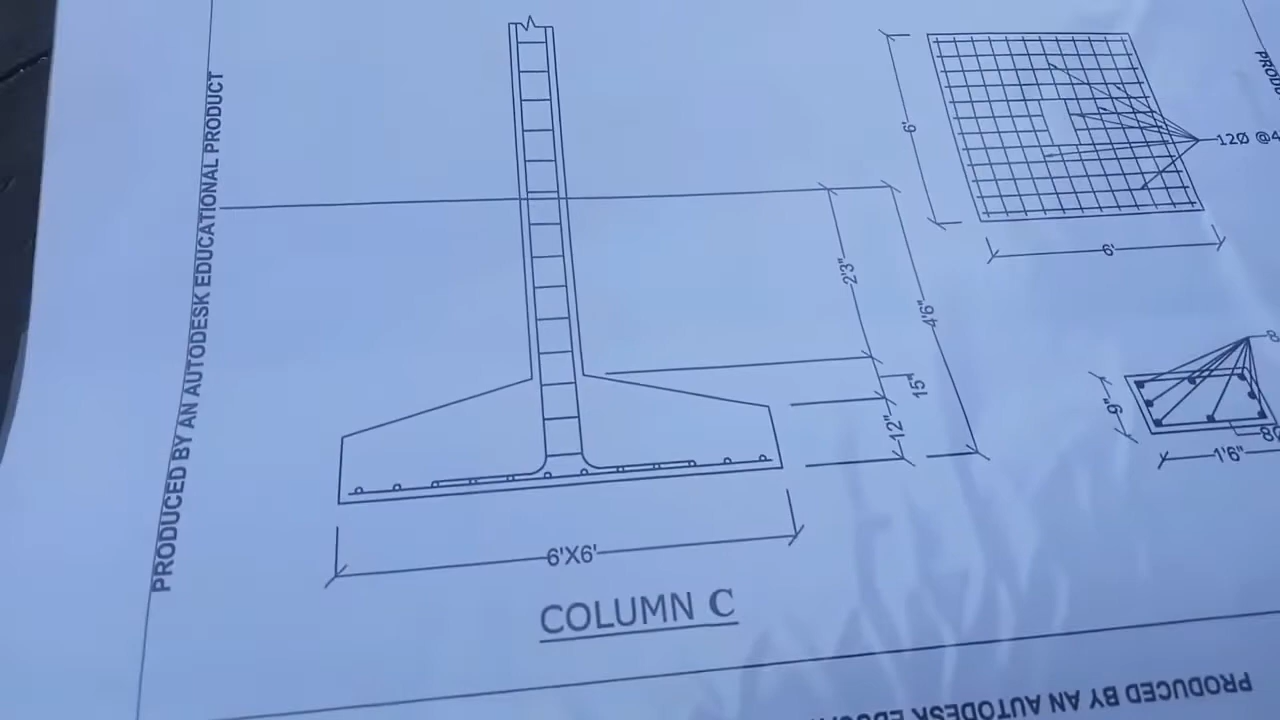 PRODUCED BY AN AUTODESK EDUCATIONAL PRODUCT
6'
12Ø @4
6'
2'3"
4'6"
15"
12"
9"
1'6"
6'X6'
COLUMN C
PRODUCED BY AN AUTODESK